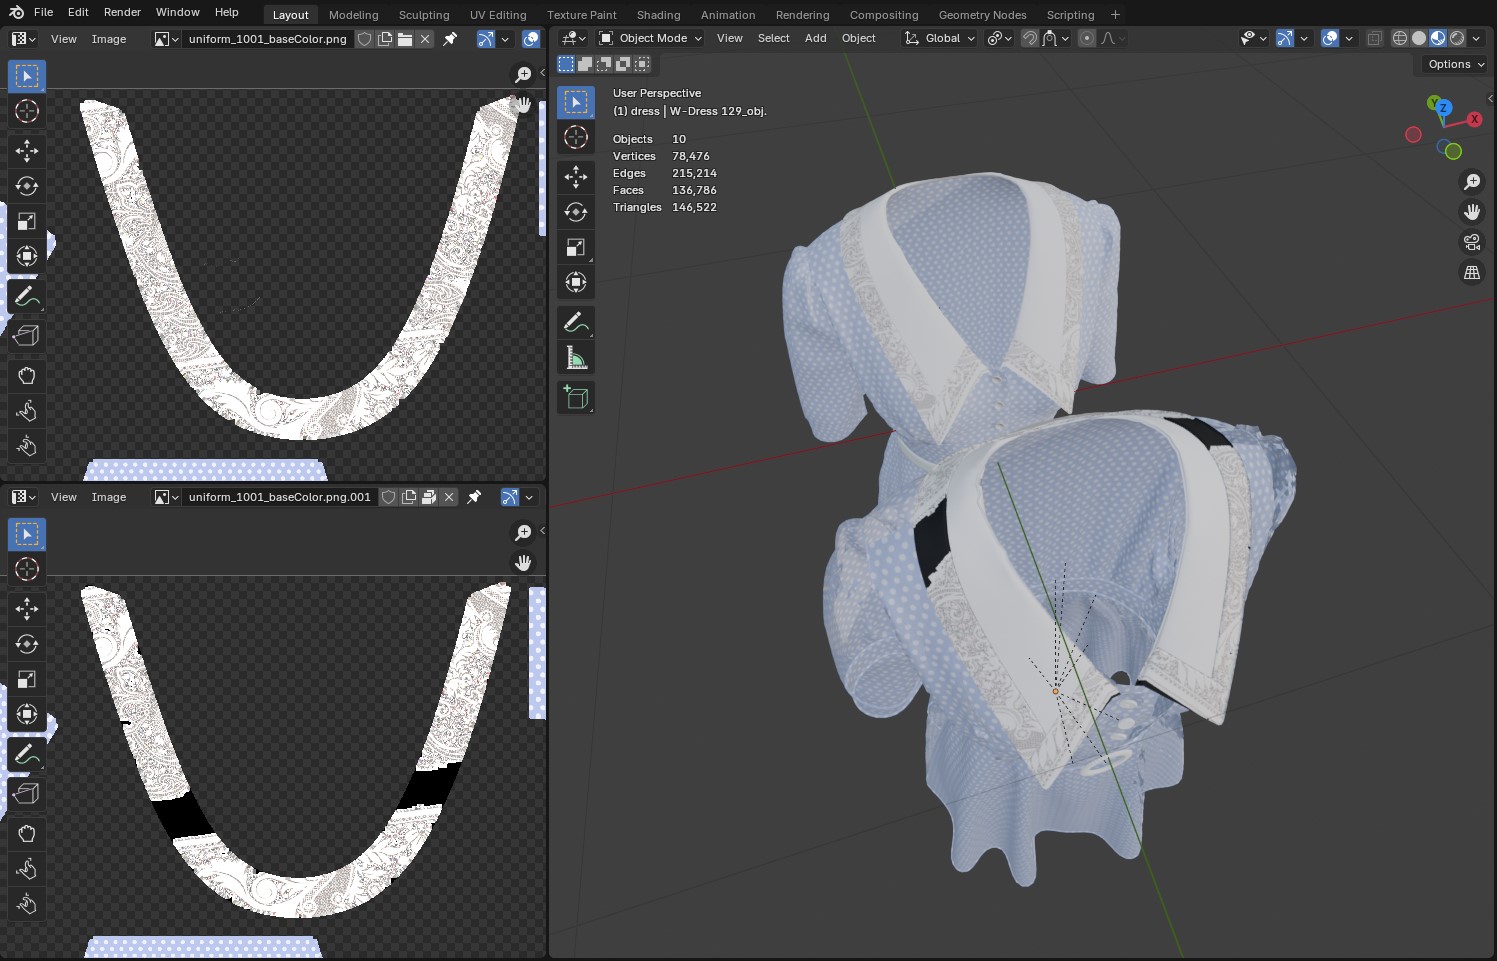 File Edit Render Window Help Layout Modeling Sculpting UV Editing Texture Paint Shading Animation Rendering Compositing Geometry Nodes Scripting +
View Image uniform_1001_baseColor.png
Object Mode View Select Add Object Global
Options
User Perspective
(1) dress | W-Dress 129_obj.
Objects 10
Vertices 78,476
Edges 215,214
Faces 136,786
Triangles 146,522
Y Z X
View Image uniform_1001_baseColor.png.001